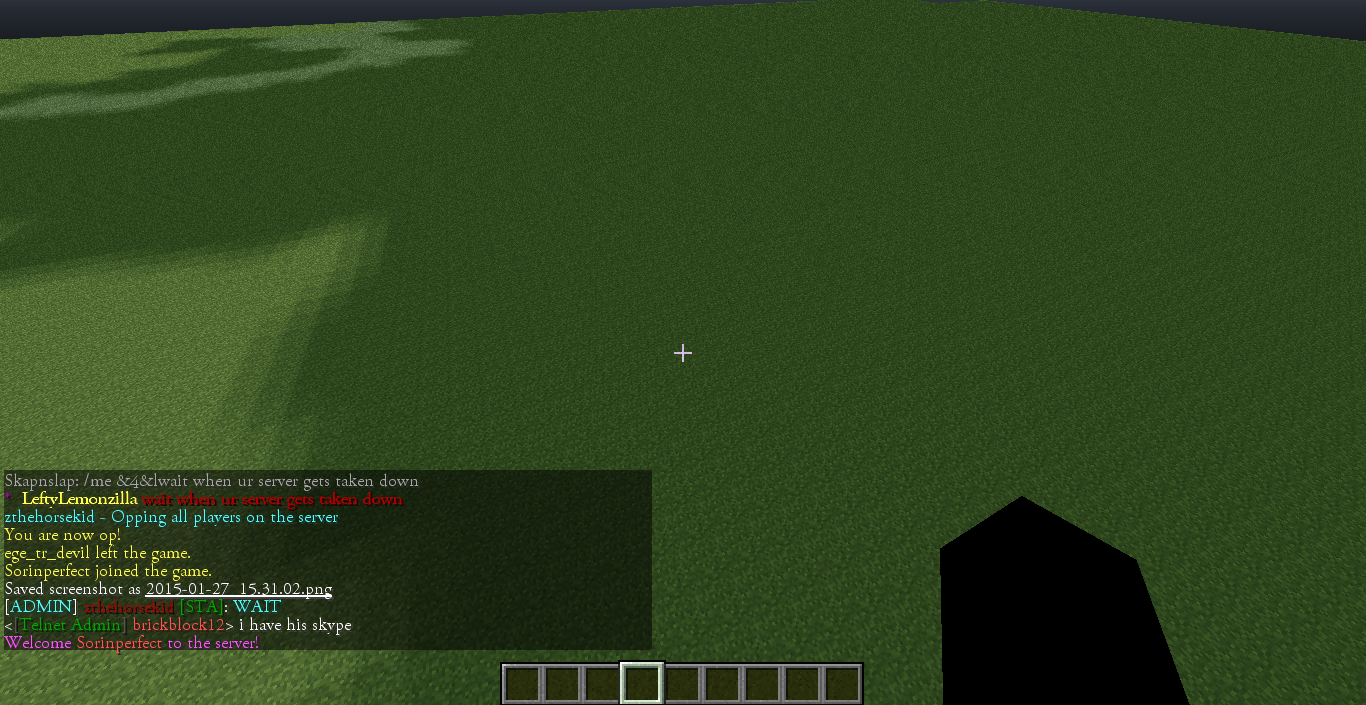 Skapnslap: /me &4&lwait when ur server gets taken down
* LeftyLemonzilla wait when ur server gets taken down
zthehorsekid - Opping all players on the server
You are now op!
ege_tr_devil left the game.
Sorinperfect joined the game.
Saved screenshot as 2015-01-27_15.31.02.png
[ADMIN] zthehorsekid [STA]: WAIT
<[Telnet Admin] brickblock12> i have his skype
Welcome Sorinperfect to the server!